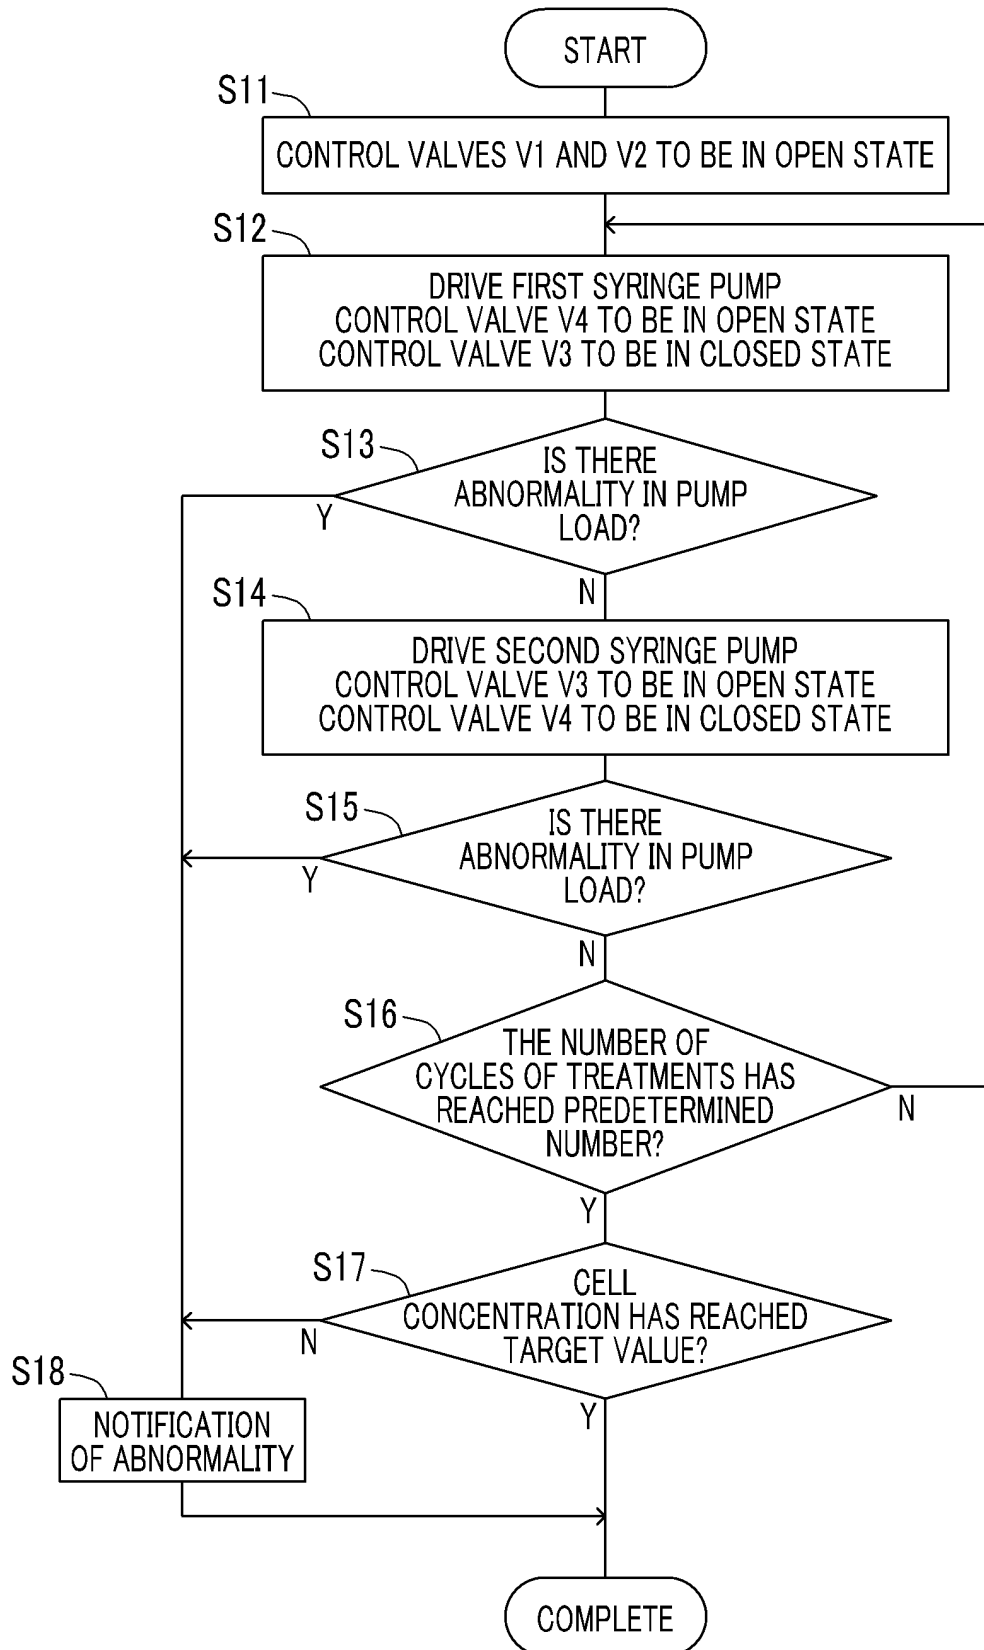 START
S11
CONTROL VALVES V1 AND V2 TO BE IN OPEN STATE
S12
DRIVE FIRST SYRINGE PUMP
CONTROL VALVE V4 TO BE IN OPEN STATE
CONTROL VALVE V3 TO BE IN CLOSED STATE
S13
IS THERE
ABNORMALITY IN PUMP
LOAD?
Y
N
S14
DRIVE SECOND SYRINGE PUMP
CONTROL VALVE V3 TO BE IN OPEN STATE
CONTROL VALVE V4 TO BE IN CLOSED STATE
S15
IS THERE
ABNORMALITY IN PUMP
LOAD?
Y
N
S16
THE NUMBER OF
CYCLES OF TREATMENTS HAS
REACHED PREDETERMINED
NUMBER?
N
Y
S17
CELL
CONCENTRATION HAS REACHED
TARGET VALUE?
N
Y
S18
NOTIFICATION
OF ABNORMALITY
COMPLETE